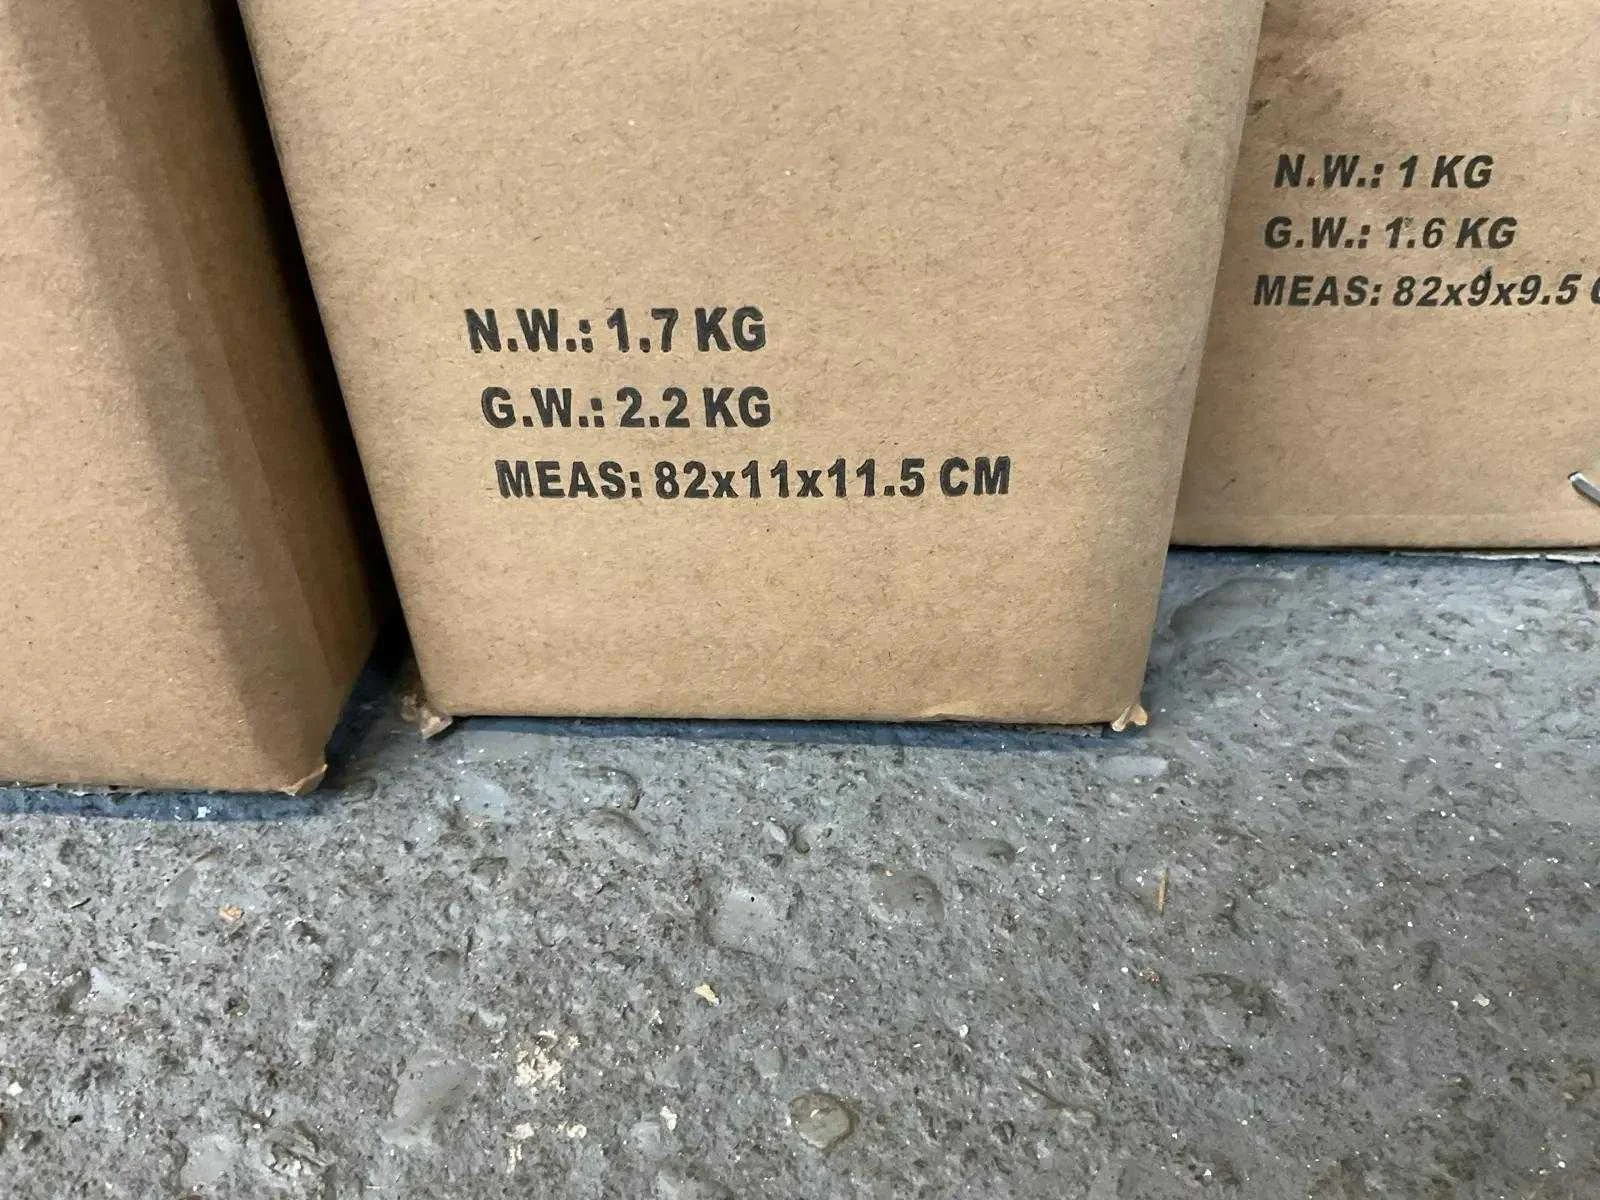 N.W.: 1.7 KG
G.W.: 2.2 KG
MEAS: 82x11x11.5 CM
N.W.: 1 KG
G.W.: 1.6 KG
MEAS: 82x9x9.5